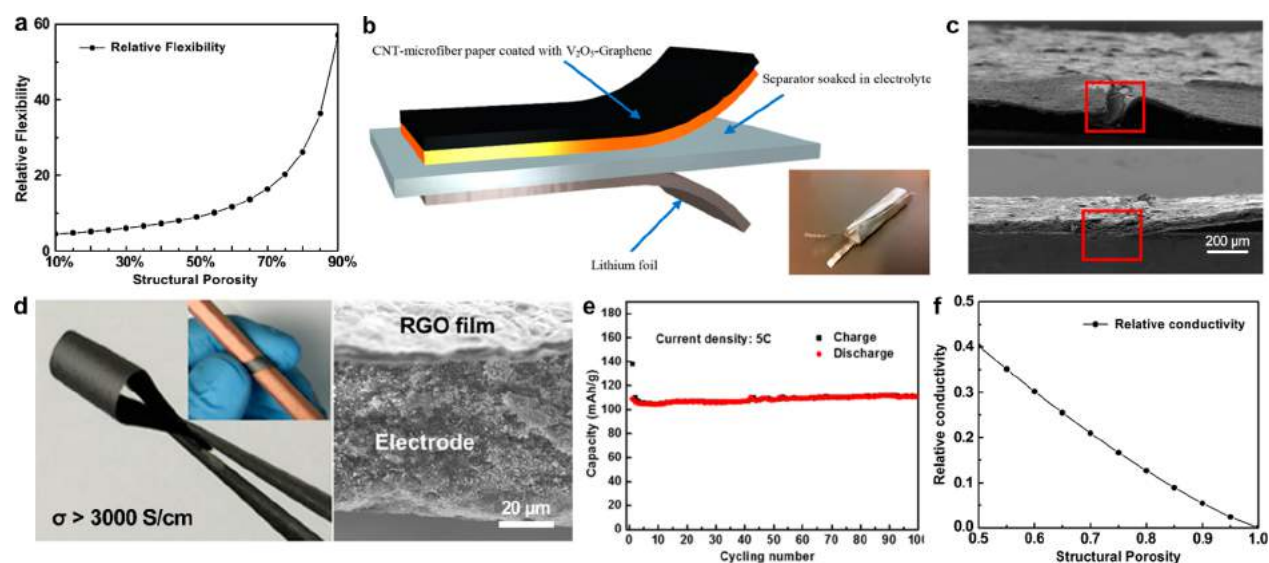 a
60
40
20
0
Relative Flexibility
Relative Flexibility
10%
30%
50%
70%
90%
Structural Porosity
b
CNT-microfiber paper coated with V₂O₅-Graphene
Separator soaked in electrolyte
Lithium foil
c
200 µm
d
σ > 3000 S/cm
RGO film
Electrode
20 µm
e
180
160
140
120
100
80
60
40
20
0
Capacity (mAh/g)
Current density: 5C
Charge
Discharge
0
10
20
30
40
50
60
70
80
90
Cycling number
f
0.5
0.4
0.3
0.2
0.1
0.0
Relative conductivity
Relative conductivity
0.5
0.6
0.7
0.8
0.9
1.0
Structural Porosity